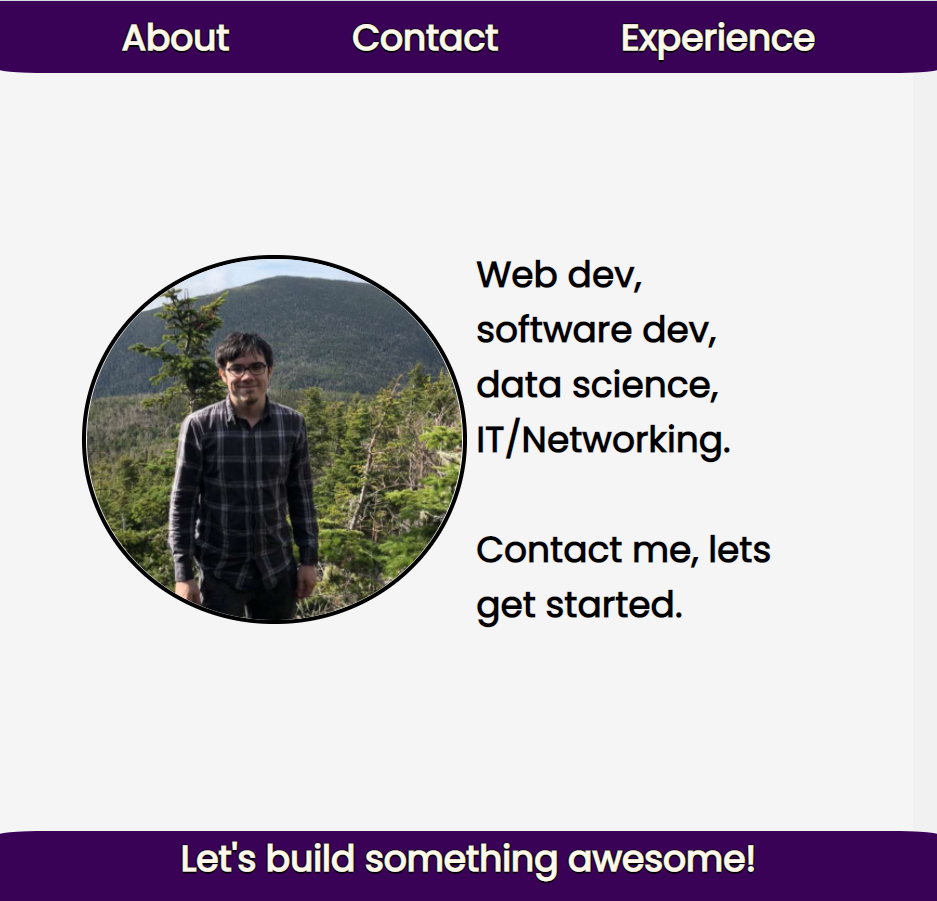 About Contact Experience
Web dev,
software dev,
data science,
IT/Networking.
Contact me, lets
get started.
Let's build something awesome!